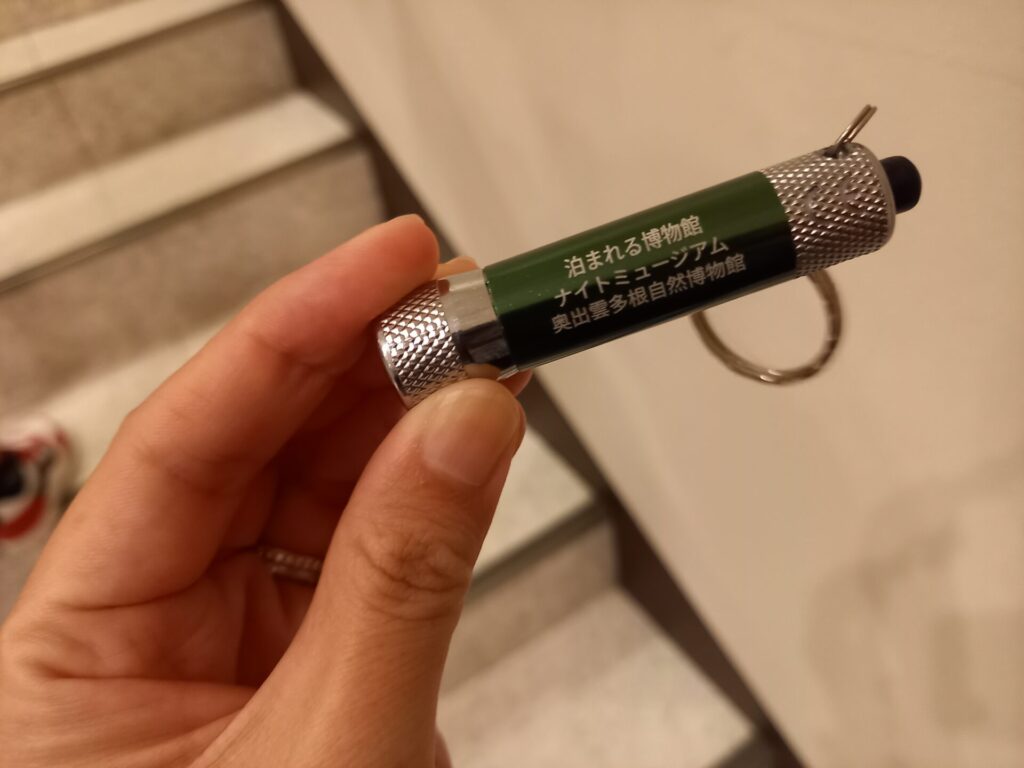 泊まれる博物館
ナイトミュージアム
奥出雲多根自然博物館